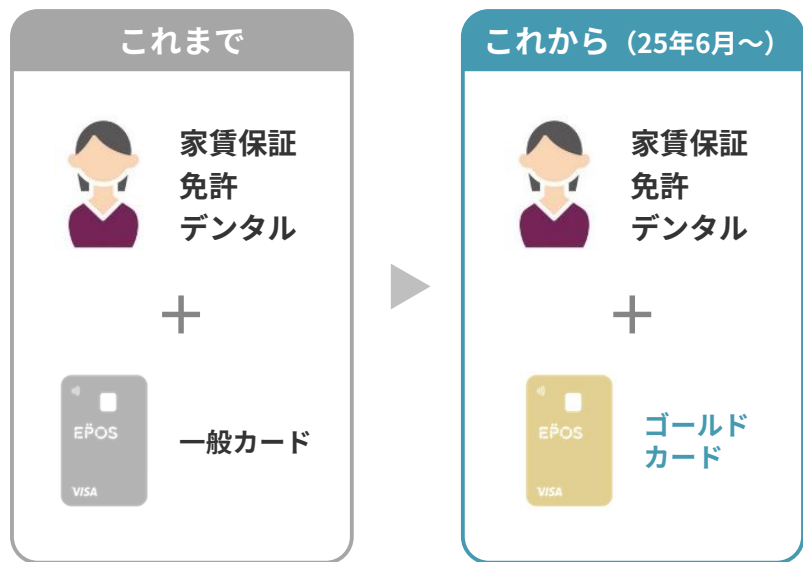 これまで
家賃保証
免許
デンタル
＋
EPOS
一般カード
VISA
これから（25年6月～）
家賃保証
免許
デンタル
＋
EPOS
ゴールド
カード
VISA